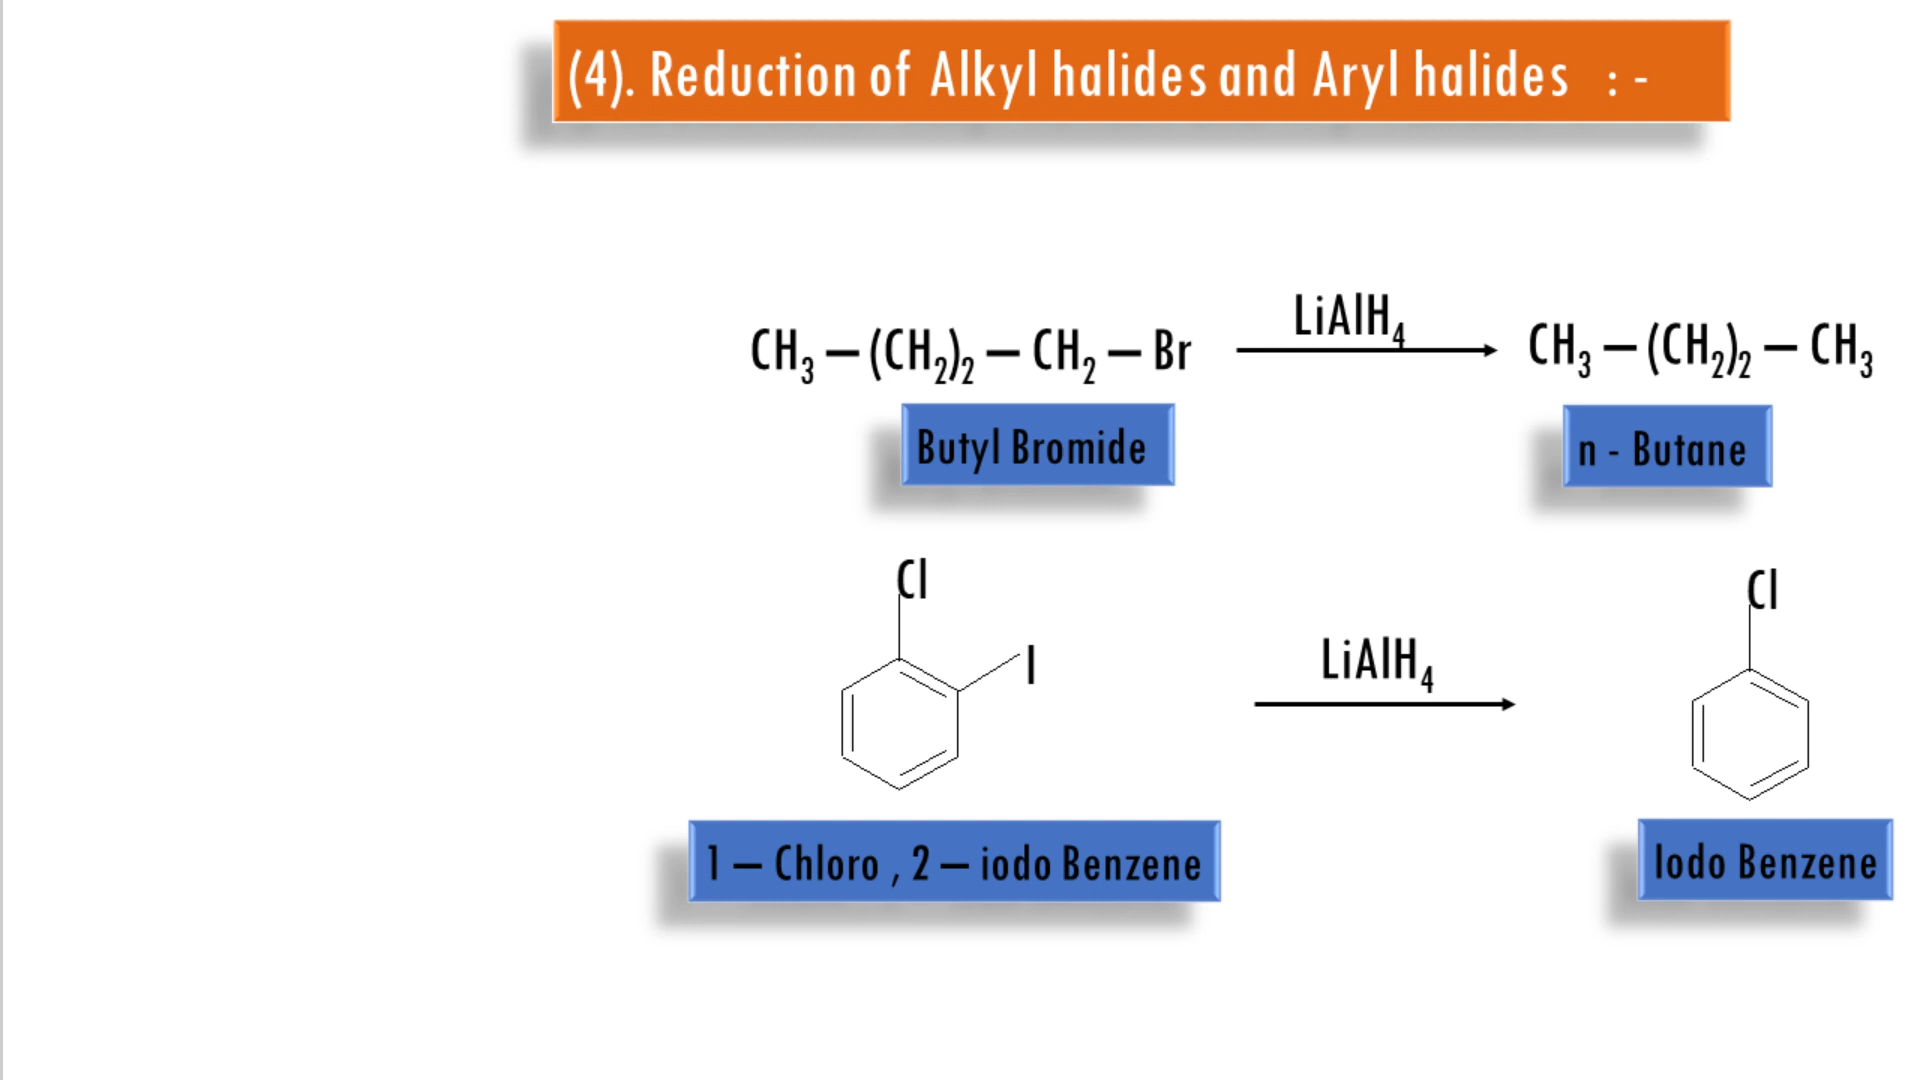 (4). Reduction of Alkyl halides and Aryl halides : -
LiAlH₄
CH₃ – (CH₂)₂ – CH₂ – Br
CH₃ – (CH₂)₂ – CH₃
Butyl Bromide
n - Butane
Cl
I
LiAlH₄
Cl
1 – Chloro , 2 – iodo Benzene
Iodo Benzene